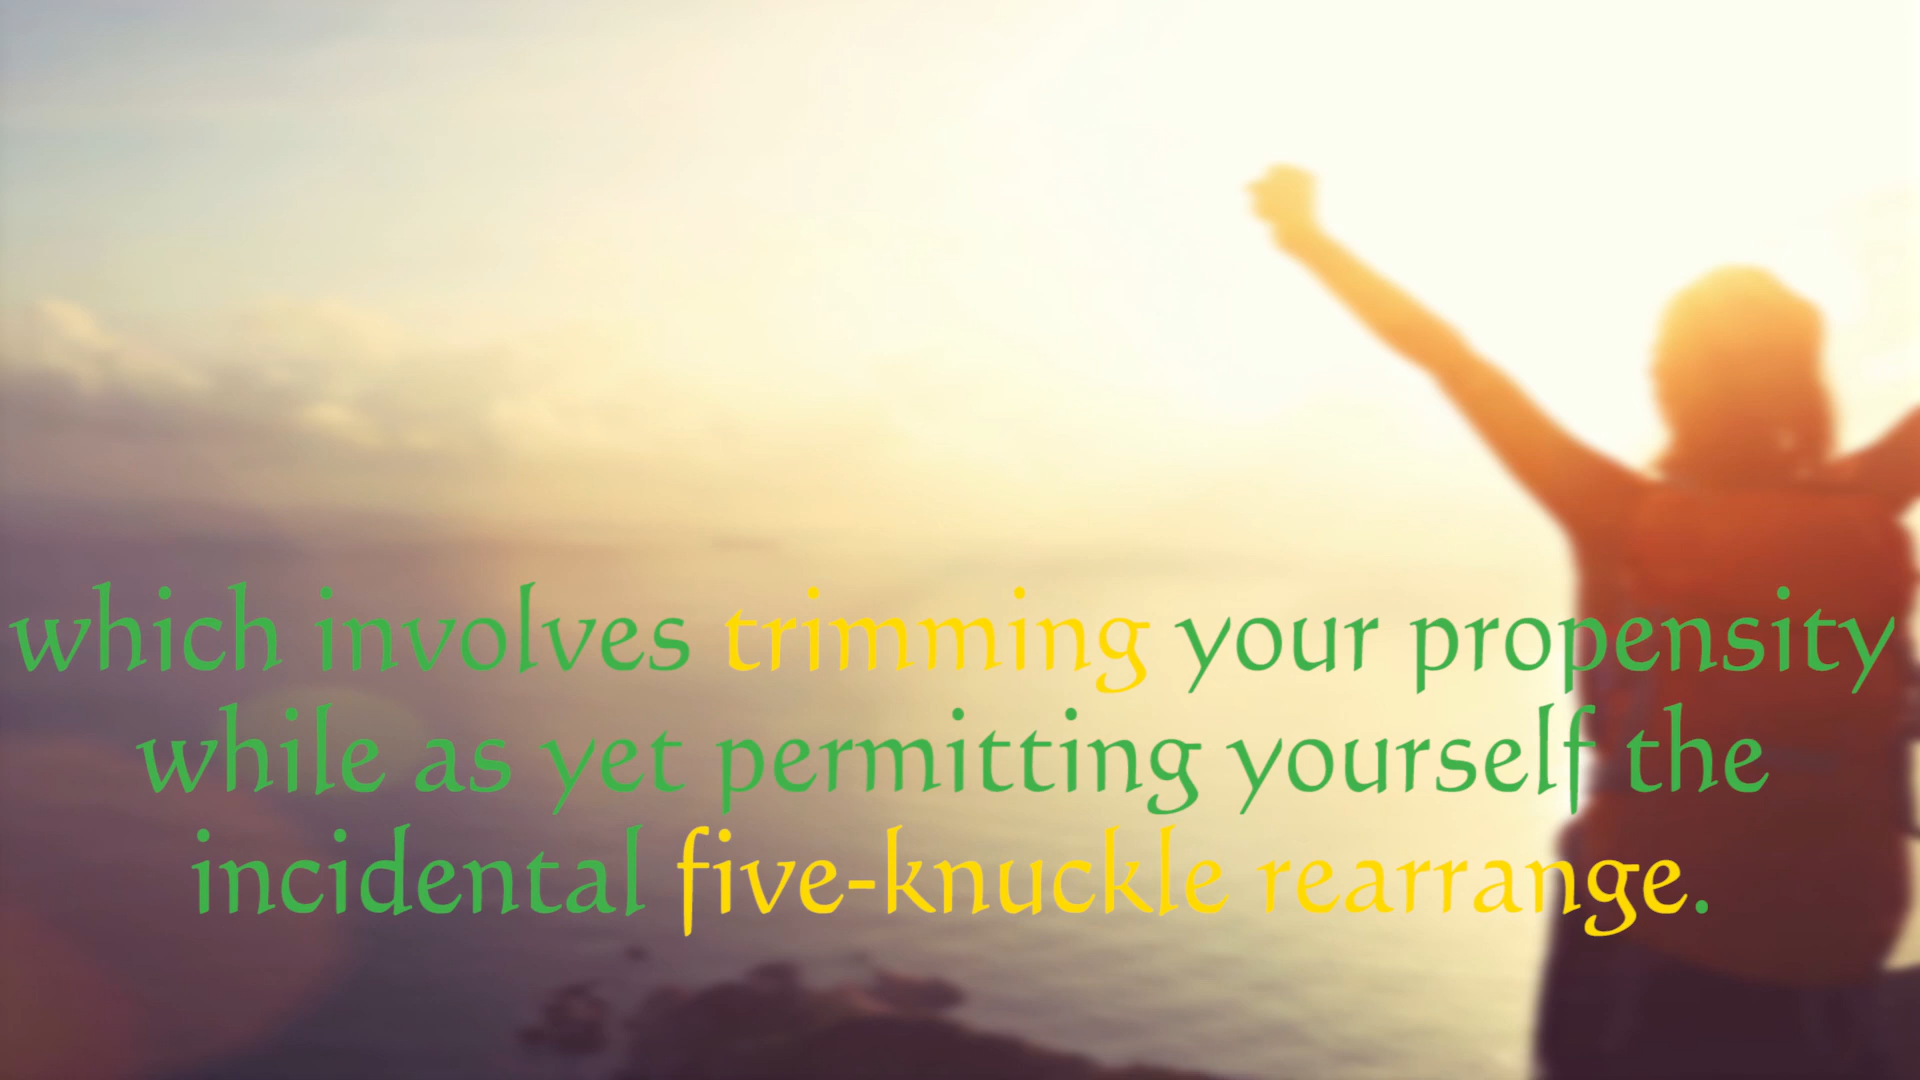 which involves trimming your propensity
while as yet permitting yourself the
incidental five-knuckle rearrange.